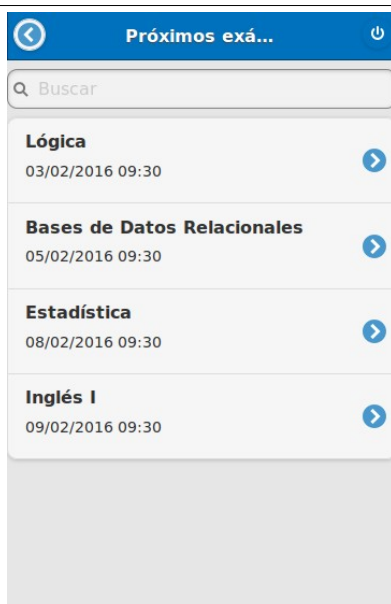 Próximos exá...
Buscar
Lógica
03/02/2016 09:30
Bases de Datos Relacionales
05/02/2016 09:30
Estadística
08/02/2016 09:30
Inglés I
09/02/2016 09:30